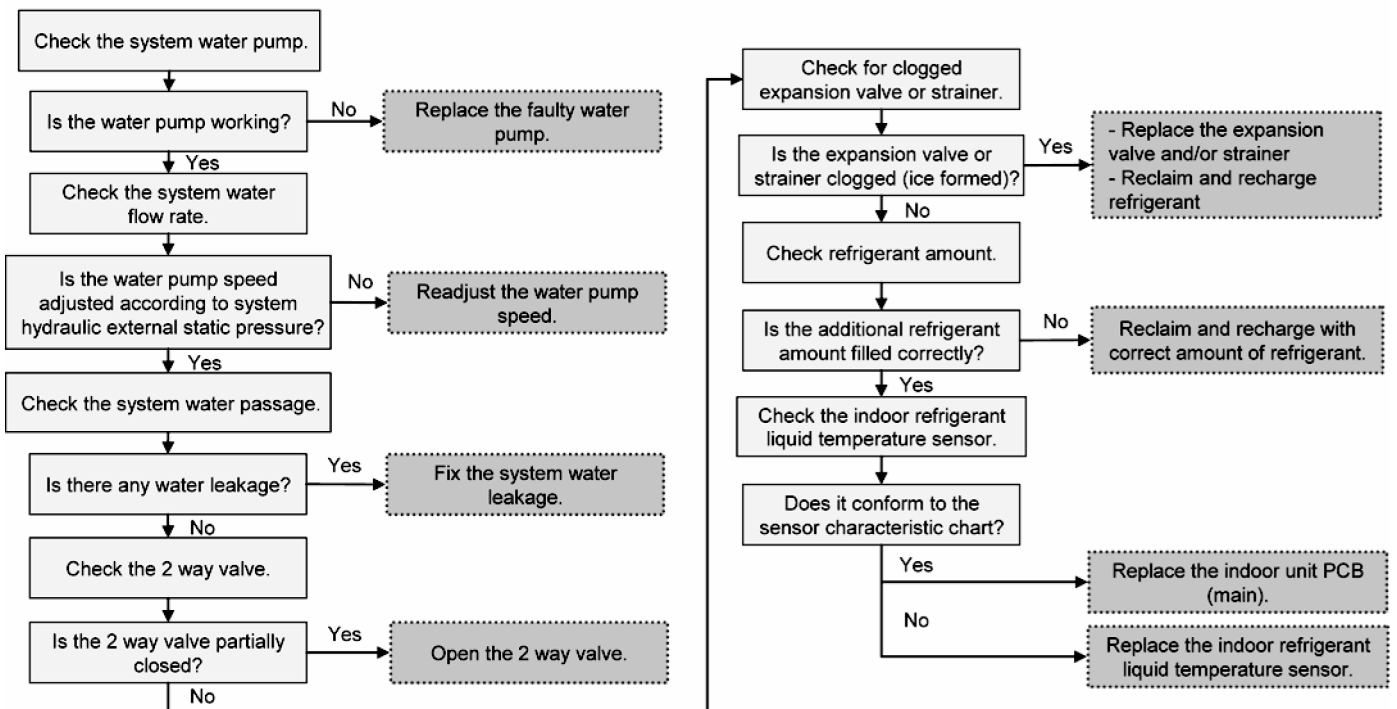 Check the system water pump.
Is the water pump working?
No
Replace the faulty water
pump.
Yes
Check the system water
flow rate.
Is the water pump speed
adjusted according to system
hydraulic external static pressure?
No
Readjust the water pump
speed.
Yes
Check the system water passage.
Is there any water leakage?
Yes
Fix the system water
leakage.
No
Check the 2 way valve.
Is the 2 way valve partially
closed?
Yes
Open the 2 way valve.
No
Check for clogged
expansion valve or strainer.
Is the expansion valve or
strainer clogged (ice formed)?
Yes
- Replace the expansion
valve and/or strainer
- Reclaim and recharge
refrigerant
No
Check refrigerant amount.
Is the additional refrigerant
amount filled correctly?
No
Reclaim and recharge with
correct amount of refrigerant.
Yes
Check the indoor refrigerant
liquid temperature sensor.
Does it conform to the
sensor characteristic chart?
Yes
Replace the indoor unit PCB
(main).
No
Replace the indoor refrigerant
liquid temperature sensor.